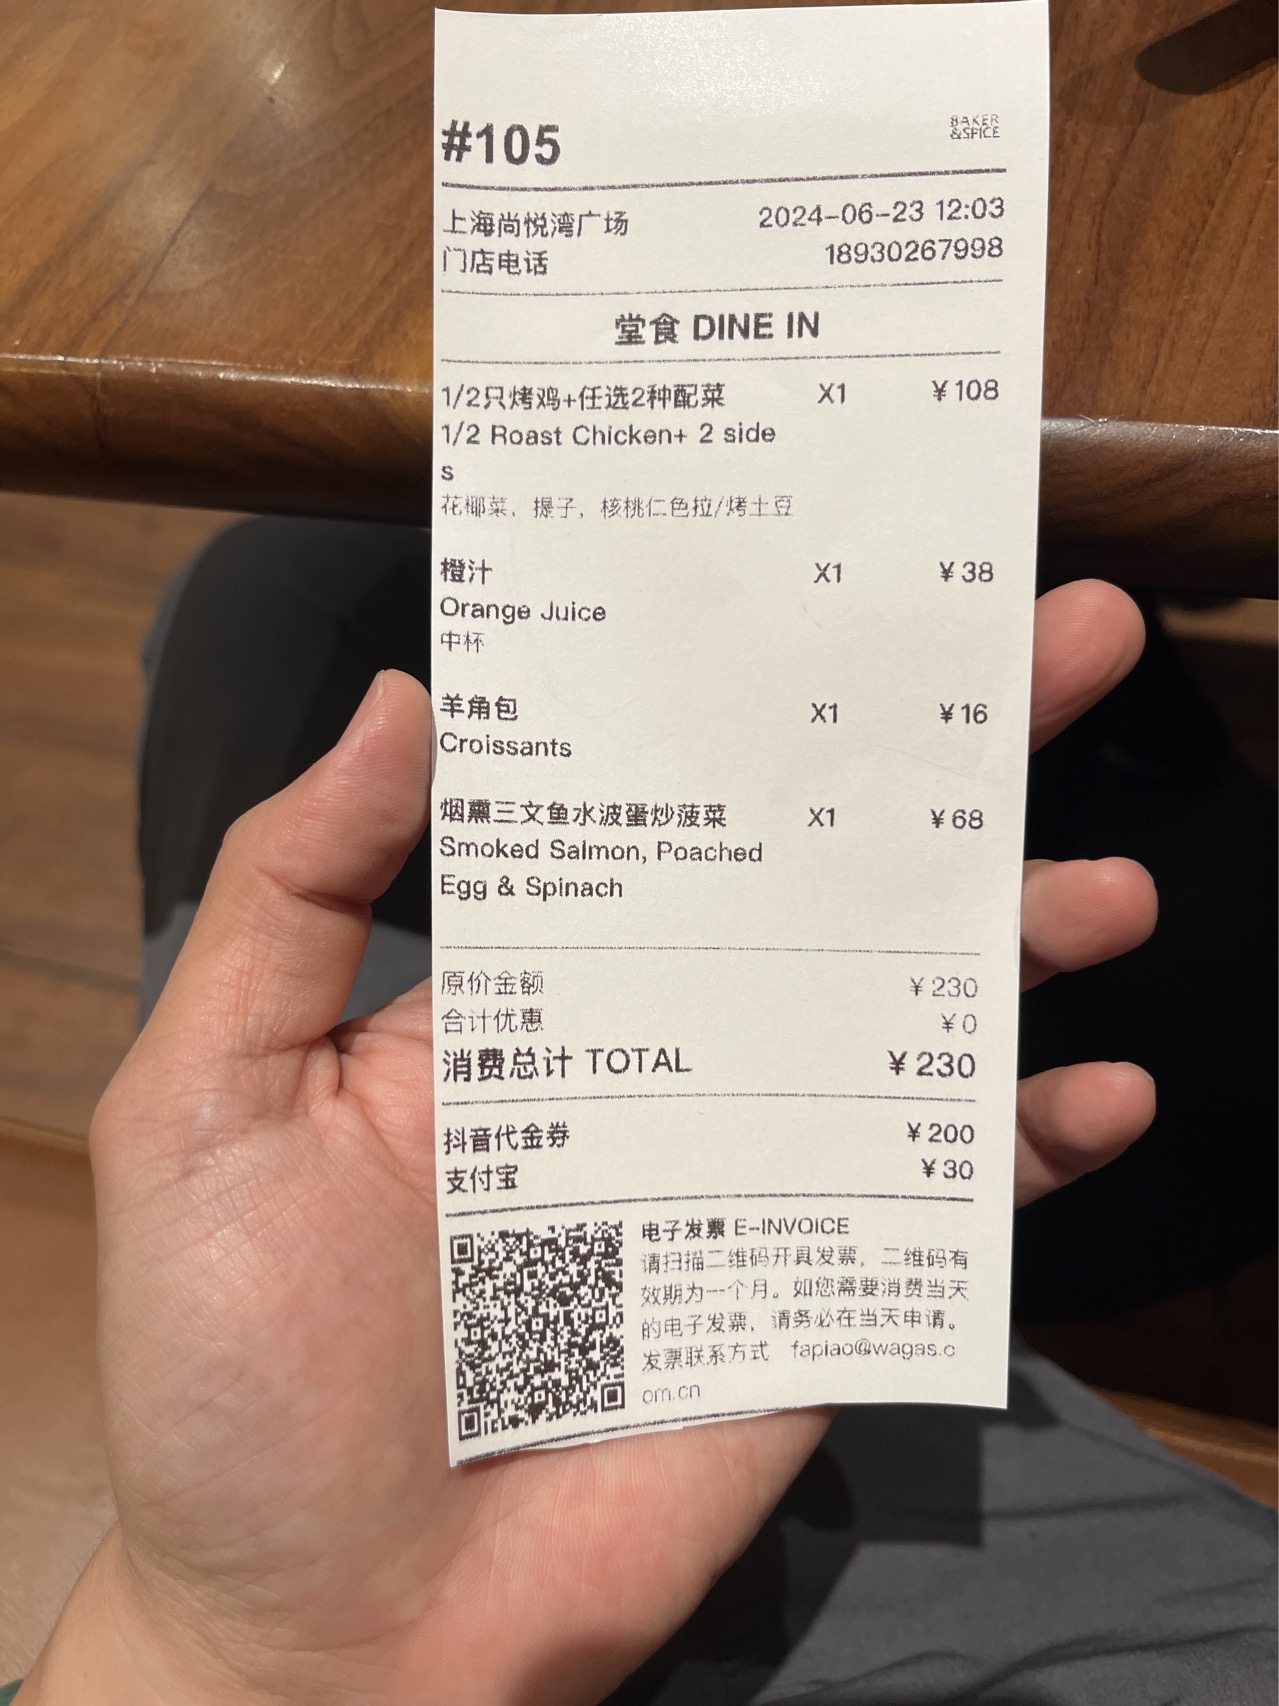 #105
BAKER
&SPICE
上海尚悦湾广场 2024-06-23 12:03
门店电话 18930267998
堂食 DINE IN
1/2只烤鸡+任选2种配菜 X1 ¥108
1/2 Roast Chicken+ 2 side
s
花椰菜，提子，核桃仁色拉/烤土豆
橙汁 X1 ¥38
Orange Juice
中杯
羊角包 X1 ¥16
Croissants
烟熏三文鱼水波蛋炒菠菜 X1 ¥68
Smoked Salmon, Poached
Egg & Spinach
原价金额 ¥230
合计优惠 ¥0
消费总计 TOTAL ¥230
抖音代金券 ¥200
支付宝 ¥30
电子发票 E-INVOICE
请扫描二维码开具发票，二维码有
效期为一个月。如您需要消费当天
的电子发票，请务必在当天申请。
发票联系方式 fapiao@wagas.c
om.cn